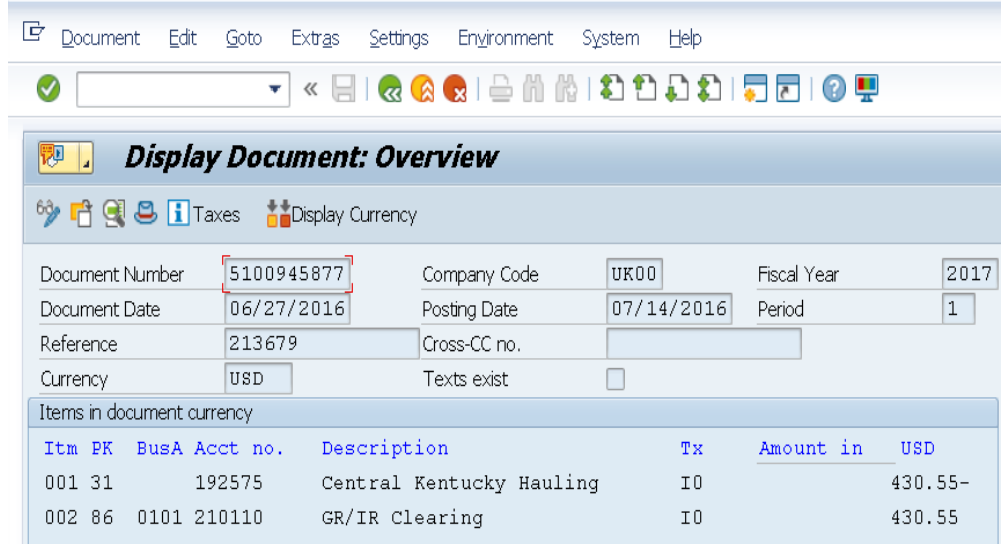 Document Edit Goto Extras Settings Environment System Help
Display Document: Overview
Taxes Display Currency
Document Number 5100945877 Company Code UK00 Fiscal Year 2017
Document Date 06/27/2016 Posting Date 07/14/2016 Period 1
Reference 213679 Cross-CC no.
Currency USD Texts exist
Items in document currency
Itm PK BusA Acct no. Description Tx Amount in USD
001 31 192575 Central Kentucky Hauling I0 430.55-
002 86 0101 210110 GR/IR Clearing I0 430.55